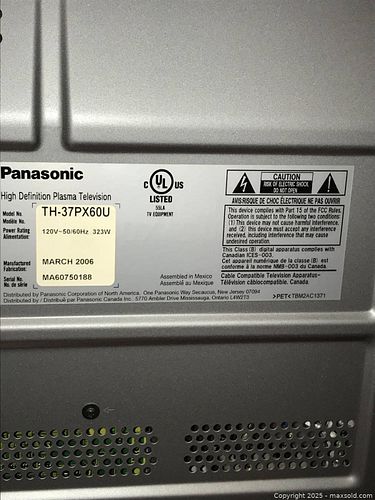 Panasonic
High Definition Plasma Television
Model No. TH-37PX60U
Modèle No.
Power Rating 120V~50/60Hz 323W
Alimentation:
Manufactured MARCH 2006
Fabrication:
Serial No. MA60750188
No. de série
C UL US
LISTED
55LA
TV EQUIPMENT
Assembled in Mexico
Assemblé au Mexique
Distributed by Panasonic Corporation of North America. One Panasonic Way Secaucus, New Jersey 07094
Distributed by / Distribué par Panasonic Canada Inc. 5770 Ambler Drive Mississauga, Ontario L4W2T3
CAUTION
RISK OF ELECTRIC SHOCK
DO NOT OPEN
AVIS:RISQUE DE CHOC ÉLECTRIQUE NE PAS OUVRIR
This device complies with Part 15 of the FCC Rules.
Operation is subject to the following two conditions:
(1) This device may not cause harmful interference,
and (2) this device must accept any interference
received, including interference that may cause
undesired operation.
This Class (B) digital apparatus complies with
Canadian ICES-003.
Cet appareil numérique de la classe (B) est
conforme à la norme NMB-003 du Canada.
Cable Compatible Television Apparatus-
Télévision câblocompatible. Canada.
>PET< TBM2AC1371
Copyright 2025 - maxsold.com